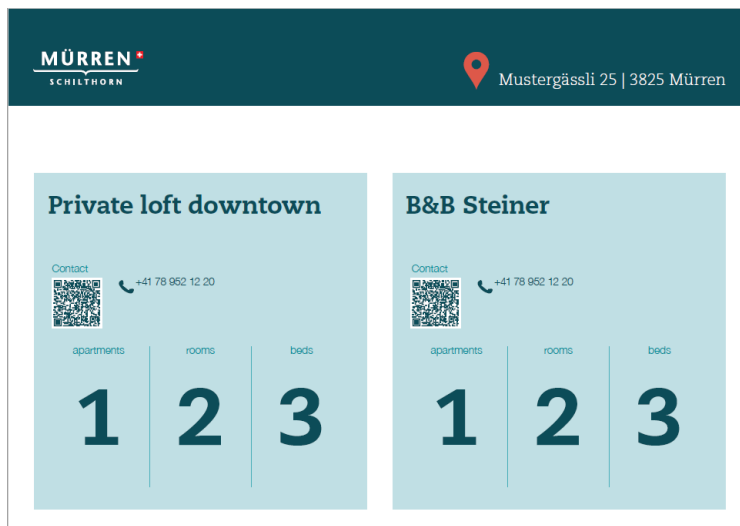 MÜRREN
SCHILTHORN
Mustergässli 25 | 3825 Mürren
Private loft downtown
Contact
+41 78 952 12 20
apartments
rooms
beds
1
2
3
B&B Steiner
Contact
+41 78 952 12 20
apartments
rooms
beds
1
2
3